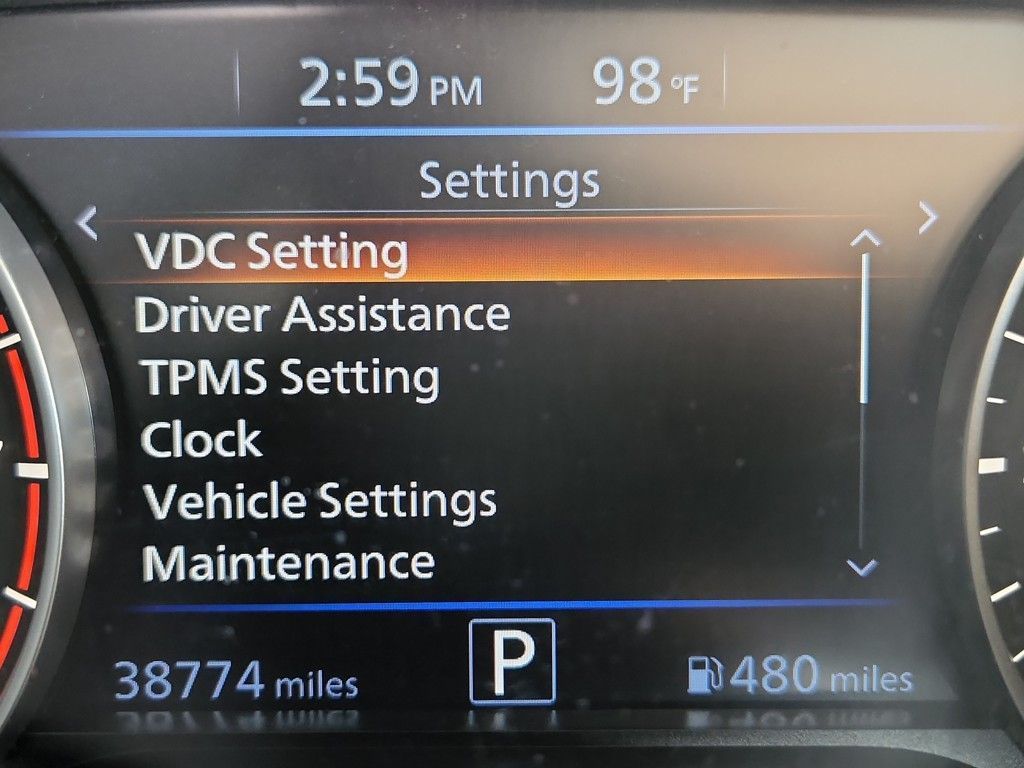 2:59 PM 98 °F
Settings
VDC Setting
Driver Assistance
TPMS Setting
Clock
Vehicle Settings
Maintenance
38774 miles P 480 miles